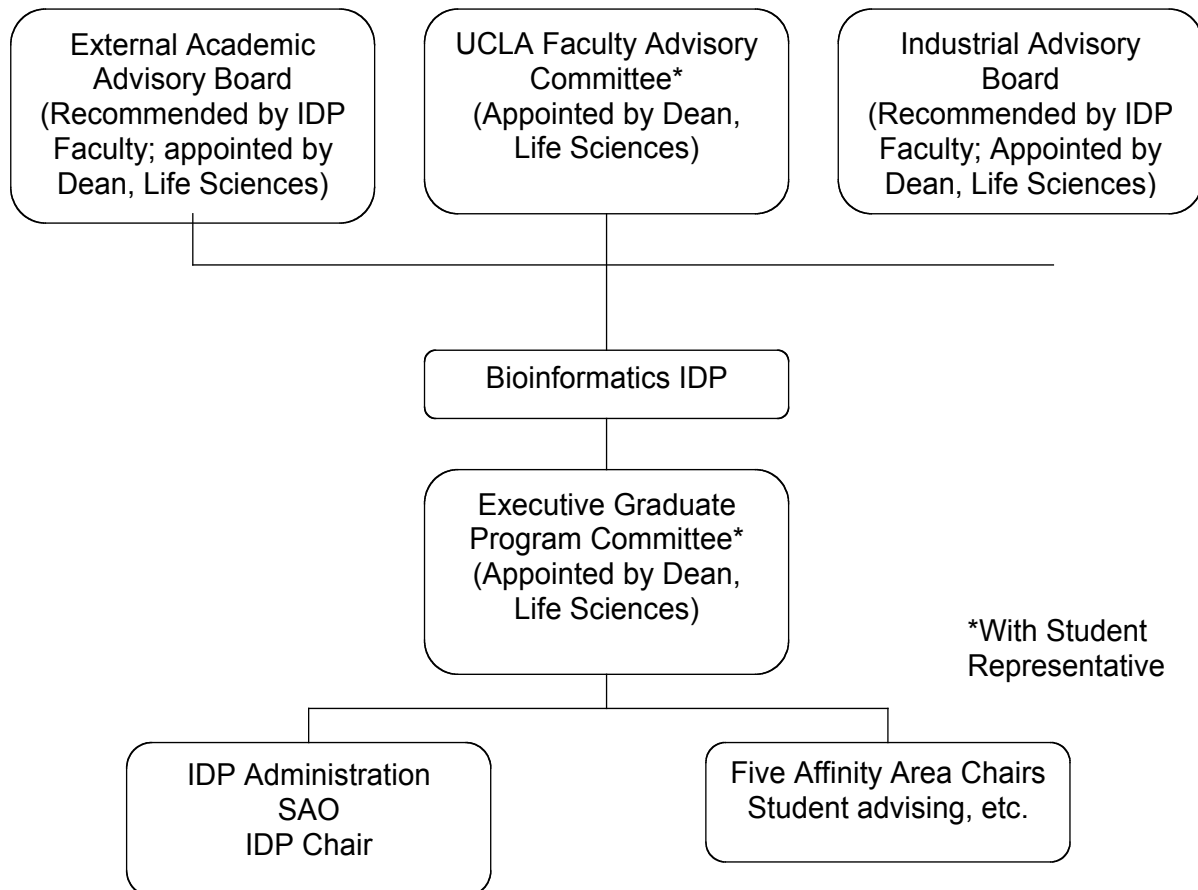 External Academic
Advisory Board
(Recommended by IDP
Faculty; appointed by
Dean, Life Sciences)
UCLA Faculty Advisory
Committee*
(Appointed by Dean,
Life Sciences)
Industrial Advisory
Board
(Recommended by IDP
Faculty; Appointed by
Dean, Life Sciences)
Bioinformatics IDP
Executive Graduate
Program Committee*
(Appointed by Dean,
Life Sciences)
*With Student
Representative
IDP Administration
SAO
IDP Chair
Five Affinity Area Chairs
Student advising, etc.